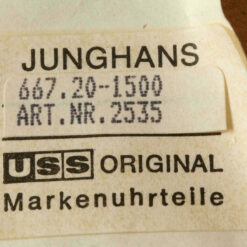 JUNGHANS
667.20-1500
ART.NR.2535
USS ORIGINAL
Markenuhrteile